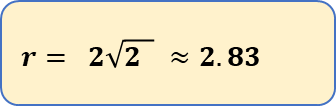 r = 2√2 ≈ 2.83